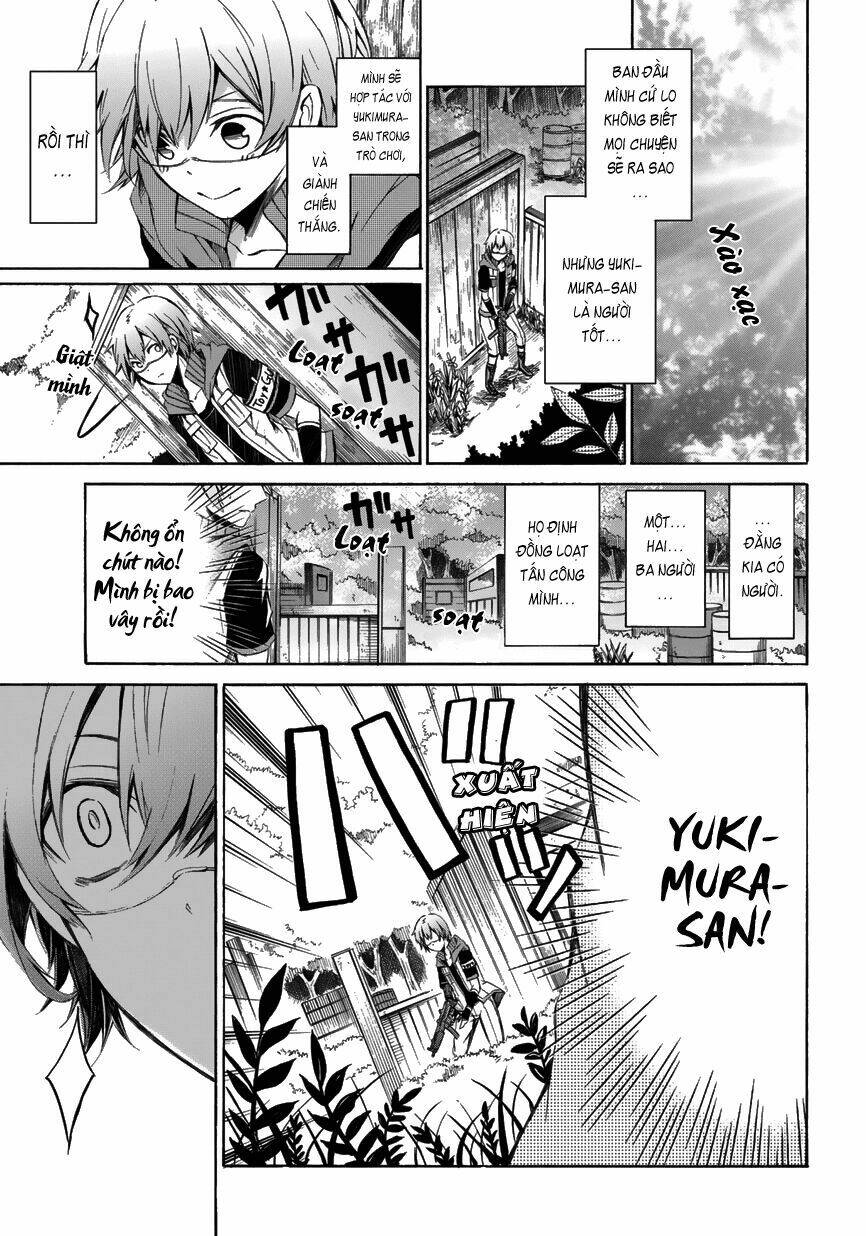 BAN ĐẦU
MÌNH CỨ LO
KHÔNG BIẾT
MỌI CHUYỆN
SẼ RA SAO
...
Xào xạc
NHƯNG YUKI-
MURA-SAN
LÀ NGƯỜI
TỐT...
MÌNH SẼ
HỢP TÁC VỚI
YUKIMURA-
SAN TRONG
TRÒ CHƠI,
VÀ
GIÀNH CHIẾN
THẮNG.
RỒI THÌ
...
ガサガサ
Loạt
soạt
Giật
mình
TOY★GUN
...
ĐẰNG
KIA CÓ
NGƯỜI.
MỘT...
HAI...
BA NGƯỜI
...
HỌ ĐỊNH
ĐỒNG LOẠT
TẤN CÔNG
MÌNH...
ガサガサ
Loạt
soạt
Không ổn
chút nào!
Mình bị bao
vây rồi!
YUKI-
MURA-
SAN!
XUẤT
HIỆN